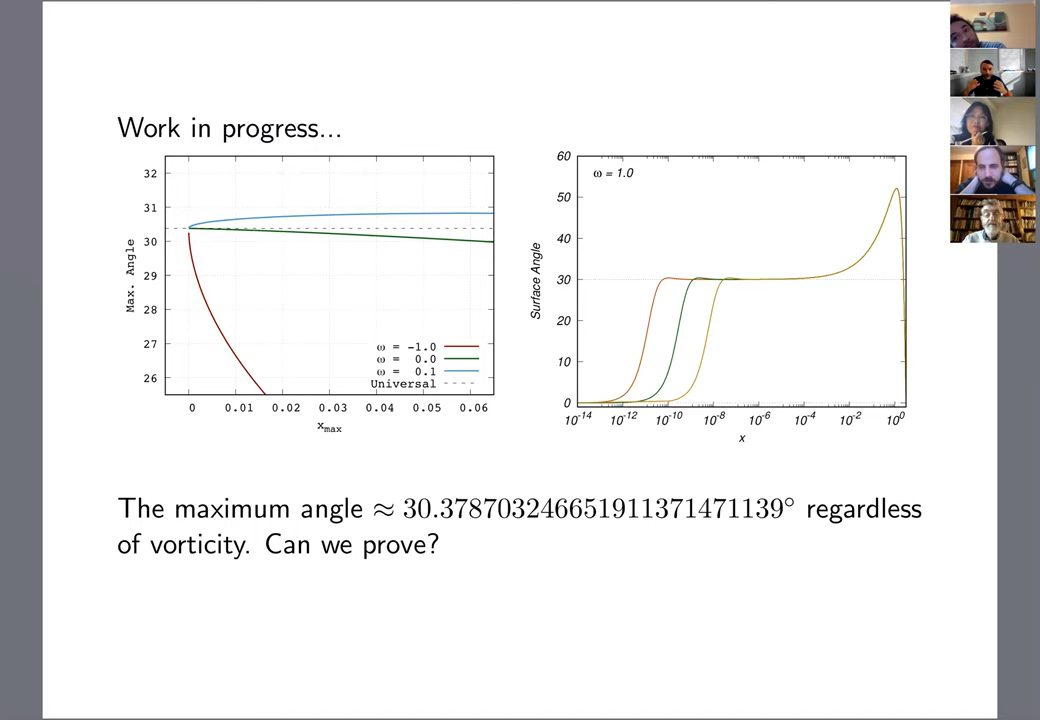 Work in progress...
32
31
30
29
28
27
26
Max. Angle
0
0.01
0.02
0.03
0.04
0.05
0.06
x_max
ω = -1.0
ω = 0.0
ω = 0.1
Universal
60
50
40
30
20
10
0
Surface Angle
ω = 1.0
10^-14
10^-12
10^-10
10^-8
10^-6
10^-4
10^-2
10^0
x
The maximum angle ≈ 30.3787032466519113714711​39° regardless
of vorticity. Can we prove?